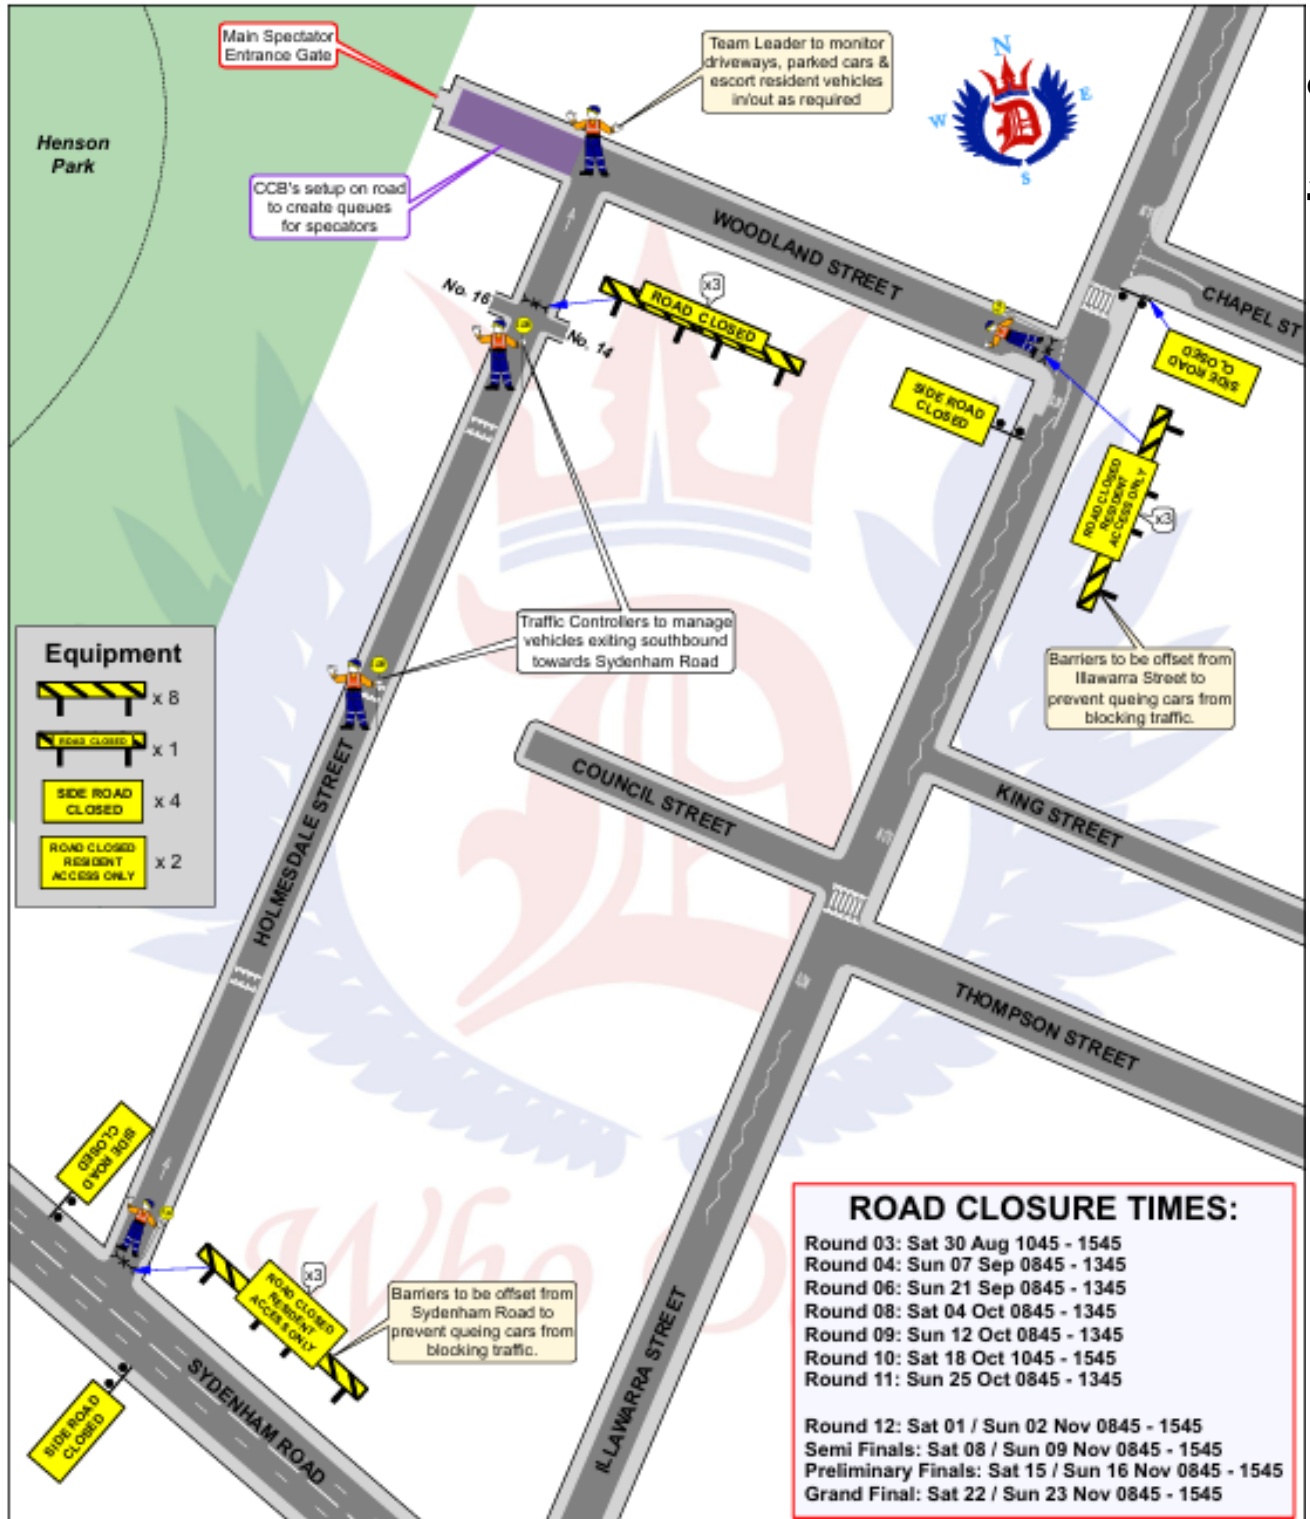 Main Spectator
Entrance Gate
Team Leader to monitor
driveways, parked cars &
escort resident vehicles
in/out as required
N
W
E
S
D
Henson
Park
CCB's setup on road
to create queues
for specators
WOODLAND STREET
CHAPEL ST
No. 16
No. 14
x3
ROAD CLOSED
SIDE ROAD
CLOSED
SIDE ROAD
CLOSED
ROAD CLOSED
RESIDENT
ACCESS ONLY
x3
Traffic Controllers to manage
vehicles exiting southbound
towards Sydenham Road
Barriers to be offset from
Illawarra Street to
prevent queing cars from
blocking traffic.
Equipment
x 8
ROAD CLOSED
x 1
SIDE ROAD
CLOSED
x 4
ROAD CLOSED
RESIDENT
ACCESS ONLY
x 2
HOLMESDALE STREET
COUNCIL STREET
KING STREET
THOMPSON STREET
SIDE ROAD
CLOSED
x3
ROAD CLOSED
RESIDENT
ACCESS ONLY
Barriers to be offset from
Sydenham Road to
prevent queing cars from
blocking traffic.
SIDE ROAD
CLOSED
SYDENHAM ROAD
ILLAWARRA STREET
Who
ROAD CLOSURE TIMES:
Round 03: Sat 30 Aug 1045 - 1545
Round 04: Sun 07 Sep 0845 - 1345
Round 06: Sun 21 Sep 0845 - 1345
Round 08: Sat 04 Oct 0845 - 1345
Round 09: Sun 12 Oct 0845 - 1345
Round 10: Sat 18 Oct 1045 - 1545
Round 11: Sun 25 Oct 0845 - 1345
Round 12: Sat 01 / Sun 02 Nov 0845 - 1545
Semi Finals: Sat 08 / Sun 09 Nov 0845 - 1545
Preliminary Finals: Sat 15 / Sun 16 Nov 0845 - 1545
Grand Final: Sat 22 / Sun 23 Nov 0845 - 1545